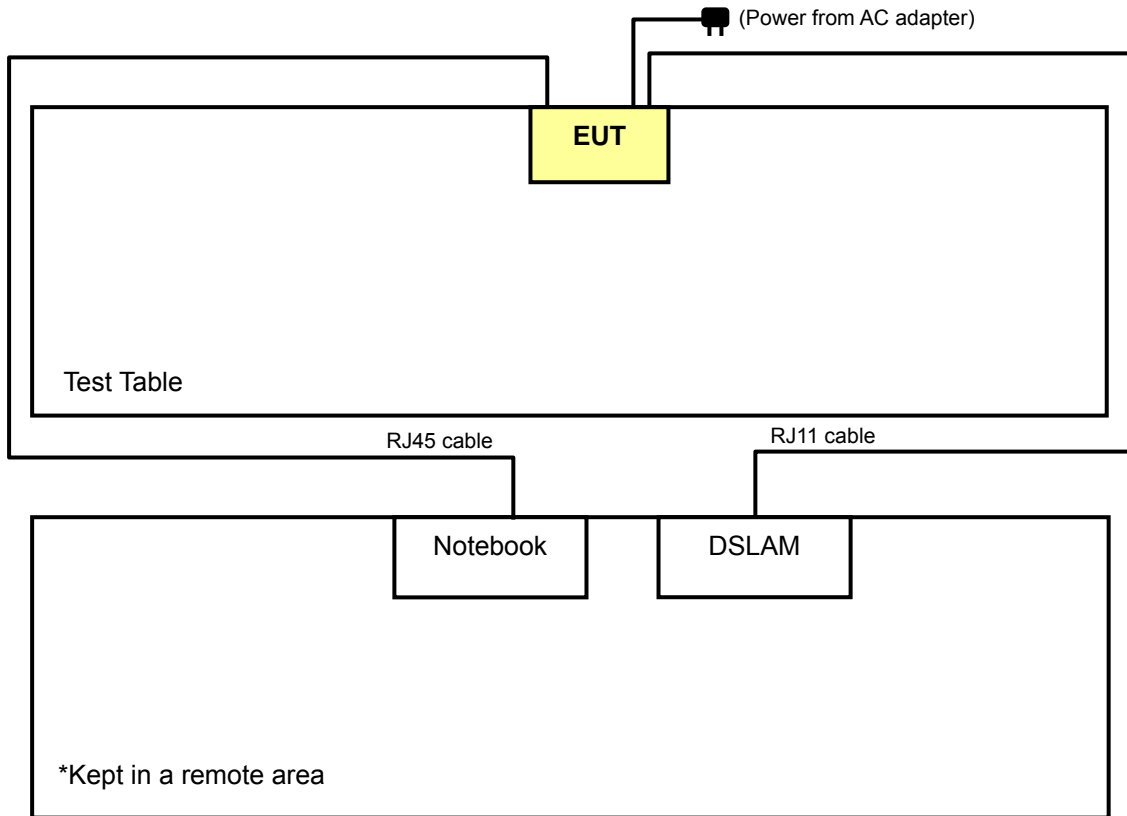 (Power from AC adapter)
EUT
Test Table
RJ45 cable
RJ11 cable
Notebook
DSLAM
*Kept in a remote area